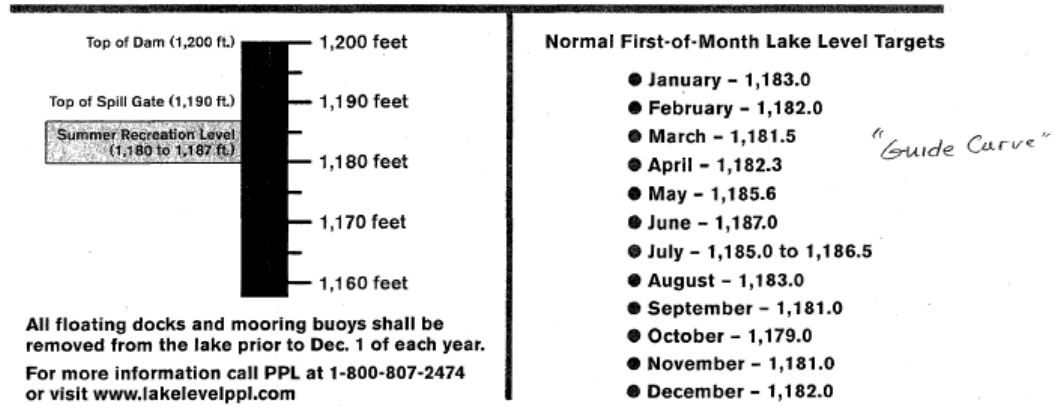 Top of Dam (1,200 ft.)
1,200 feet
Top of Spill Gate (1,190 ft.)
1,190 feet
Summer Recreation Level
(1,180 to 1,187 ft.)
1,180 feet
1,170 feet
1,160 feet
All floating docks and mooring buoys shall be
removed from the lake prior to Dec. 1 of each year.
For more information call PPL at 1-800-807-2474
or visit www.lakelevelppl.com
Normal First-of-Month Lake Level Targets
● January – 1,183.0
● February – 1,182.0
● March – 1,181.5
● April – 1,182.3
● May – 1,185.6
● June – 1,187.0
● July – 1,185.0 to 1,186.5
● August – 1,183.0
● September – 1,181.0
● October – 1,179.0
● November – 1,181.0
● December – 1,182.0
"Guide Curve"